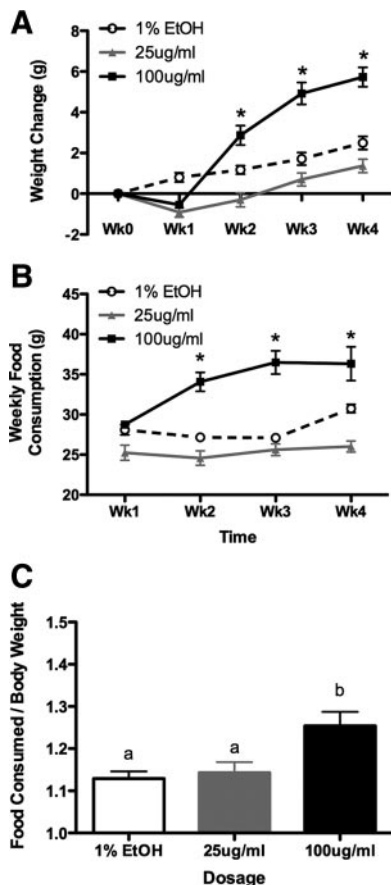 A
1% EtOH
25ug/ml
100ug/ml
Weight Change (g)
8
6
4
2
0
-2
* * *
Wk0 Wk1 Wk2 Wk3 Wk4
B
1% EtOH
25ug/ml
100ug/ml
Weekly Food
Consumption (g)
45
40
35
30
25
20
* * *
Wk1 Wk2 Wk3 Wk4
Time
C
Food Consumed / Body Weight
1.5
1.4
1.3
1.2
1.1
1.0
a a b
1% EtOH 25ug/ml 100ug/ml
Dosage